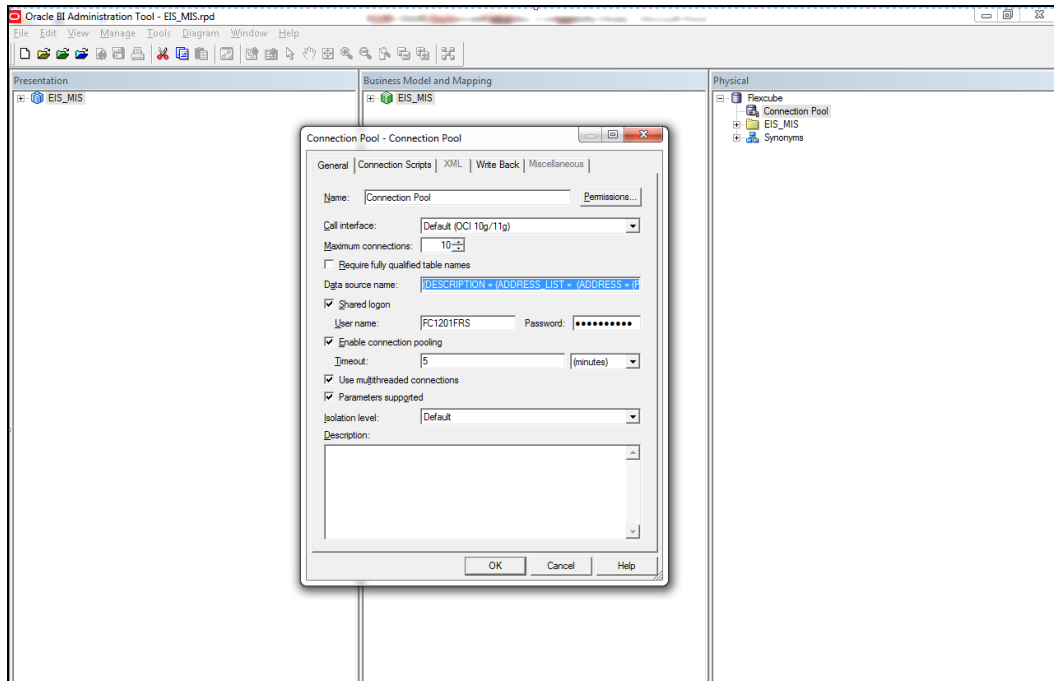 Oracle BI Administration Tool - EIS_MIS.rpd
File Edit View Manage Tools Diagram Window Help
Presentation
EIS_MIS
Business Model and Mapping
EIS_MIS
Physical
Flexcube
Connection Pool
EIS_MIS
Synonyms
Connection Pool - Connection Pool
General Connection Scripts XML Write Back Miscellaneous
Name: Connection Pool Permissions...
Call interface: Default (OCI 10g/11g)
Maximum connections: 10
Require fully qualified table names
Data source name: (DESCRIPTION = (ADDRESS_LIST = (ADDRESS = (P
Shared logon
User name: FC1201FRS Password: ●●●●●●●●●●
Enable connection pooling
Timeout: 5 (minutes)
Use multithreaded connections
Parameters supported
Isolation level: Default
Description:
OK Cancel Help